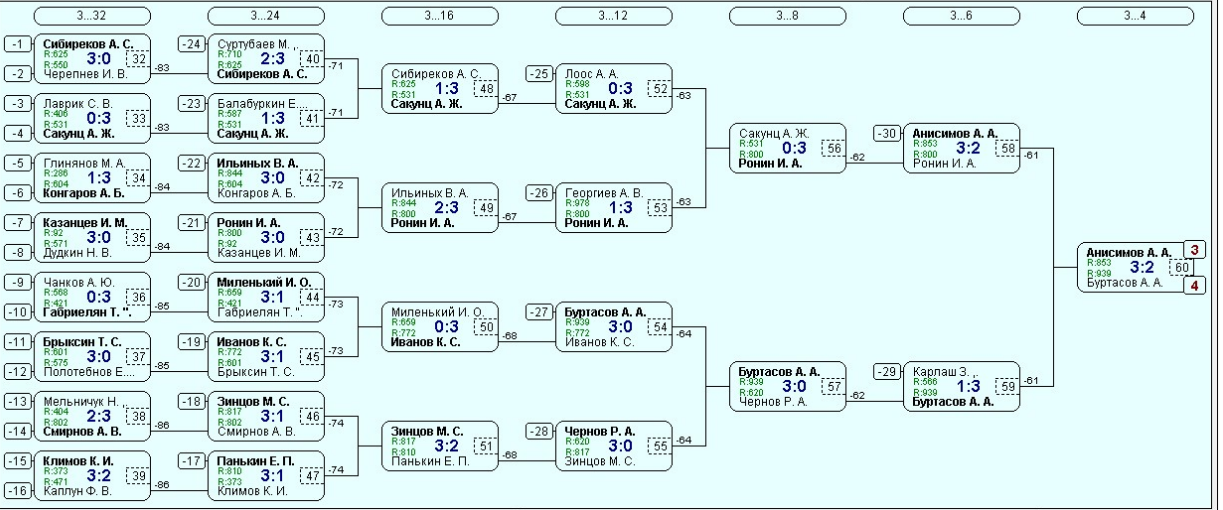 3...32
3...24
3...16
3...12
3...8
3...6
3...4
-1
Сибиреков А. С.
R:625
3:0
32
R:550
-2
Черепнев И. В.
-83
-3
Лаврик С. В.
R:406
0:3
33
R:531
-4
Сакунц А. Ж.
-83
-5
Глинянов М. А.
R:286
1:3
34
R:604
-6
Конгаров А. Б.
-84
-7
Казанцев И. М.
R:92
3:0
35
R:571
-8
Дудкин Н. В.
-84
-9
Чанков А. Ю.
R:568
0:3
36
R:421
-10
Габриелян Т. ".
-85
-11
Брыксин Т. С.
R:601
3:0
37
R:575
-12
Полотебнов Е....
-85
-13
Мельничук Н. ,.
R:404
2:3
38
R:802
-14
Смирнов А. В.
-86
-15
Климов К. И.
R:373
3:2
39
R:471
-16
Каплун Ф. В.
-86
-24
Суртубаев М. ,.
R:710
2:3
40
R:625
Сибиреков А. С.
-71
-23
Балабуркин Е....
R:587
1:3
41
R:531
Сакунц А. Ж.
-71
-22
Ильиных В. А.
R:844
3:0
42
R:604
Конгаров А. Б.
-72
-21
Ронин И. А.
R:800
3:0
43
R:92
Казанцев И. М.
-72
-20
Миленький И. О.
R:659
3:1
44
R:421
Габриелян Т. ".
-73
-19
Иванов К. С.
R:772
3:1
45
R:601
Брыксин Т. С.
-73
-18
Зинцов М. С.
R:817
3:1
46
R:802
Смирнов А. В.
-74
-17
Панькин Е. П.
R:810
3:1
47
R:373
Климов К. И.
-74
Сибиреков А. С.
R:625
1:3
48
R:531
Сакунц А. Ж.
-67
Ильиных В. А.
R:844
2:3
49
R:800
Ронин И. А.
-67
Миленький И. О.
R:659
0:3
50
R:772
Иванов К. С.
-68
Зинцов М. С.
R:817
3:2
51
R:810
Панькин Е. П.
-68
-25
Лоос А. А.
R:598
0:3
52
R:531
Сакунц А. Ж.
-63
-26
Георгиев А. В.
R:978
1:3
53
R:800
Ронин И. А.
-63
-27
Буртасов А. А.
R:939
3:0
54
R:772
Иванов К. С.
-64
-28
Чернов Р. А.
R:620
3:0
55
R:817
Зинцов М. С.
-64
Сакунц А. Ж.
R:531
0:3
56
R:800
Ронин И. А.
-62
Буртасов А. А.
R:939
3:0
57
R:620
Чернов Р. А.
-62
-30
Анисимов А. А.
R:853
3:2
58
R:800
Ронин И. А.
-61
-29
Карлаш З. ,.
R:566
1:3
59
R:939
Буртасов А. А.
-61
Анисимов А. А.
3
R:853
3:2
60
R:939
Буртасов А. А.
4